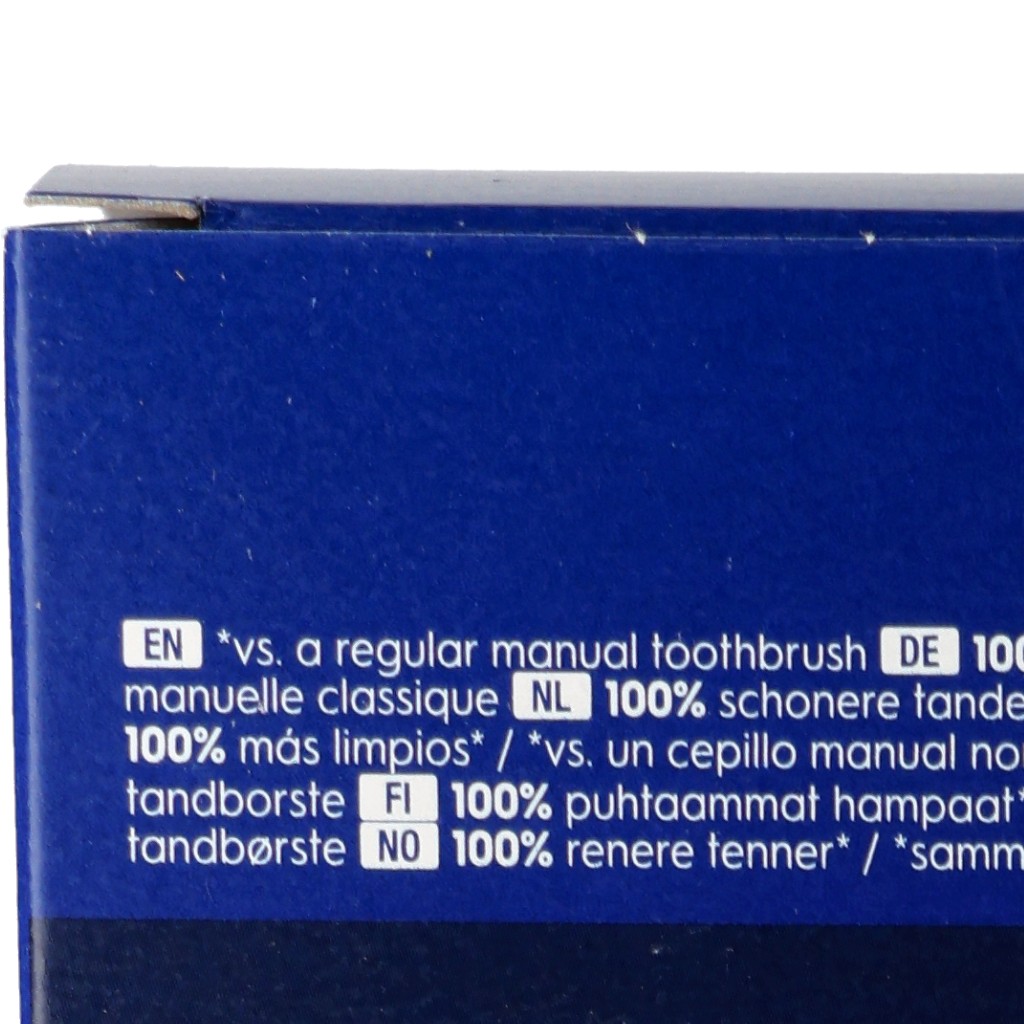 EN *vs. a regular manual toothbrush DE
manuelle classique NL 100% schonere
100% más limpios* / *vs. un cepillo manual
tandborste FI 100% puhtaammat hampaat*
tandbørste NO 100% renere tenner* /